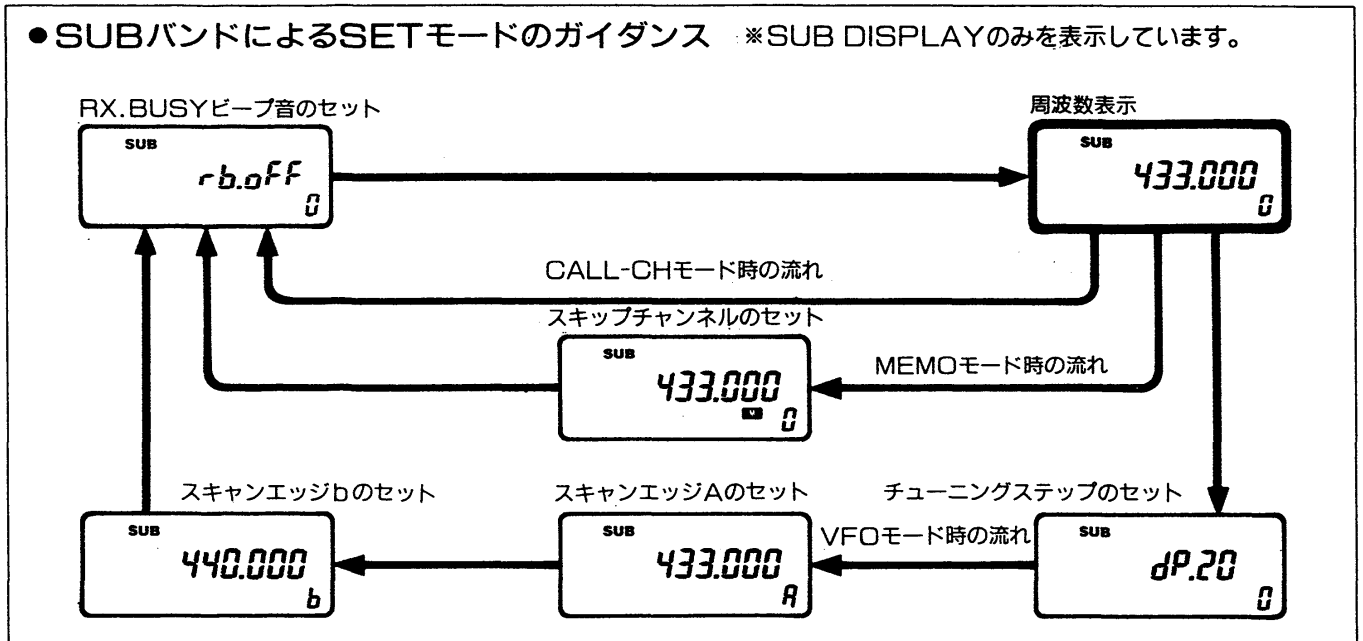 ●SUBバンドによるSETモードのガイダンス ※SUB DISPLAYのみを表示しています。
RX.BUSYビープ音のセット
SUB
rb.oFF
0
周波数表示
SUB
433.000
0
CALL-CHモード時の流れ
スキップチャンネルのセット
SUB
433.000
M 0
MEMOモード時の流れ
スキャンエッジbのセット
SUB
440.000
b
スキャンエッジAのセット
SUB
433.000
A
VFOモード時の流れ
チューニングステップのセット
SUB
dP.20
0